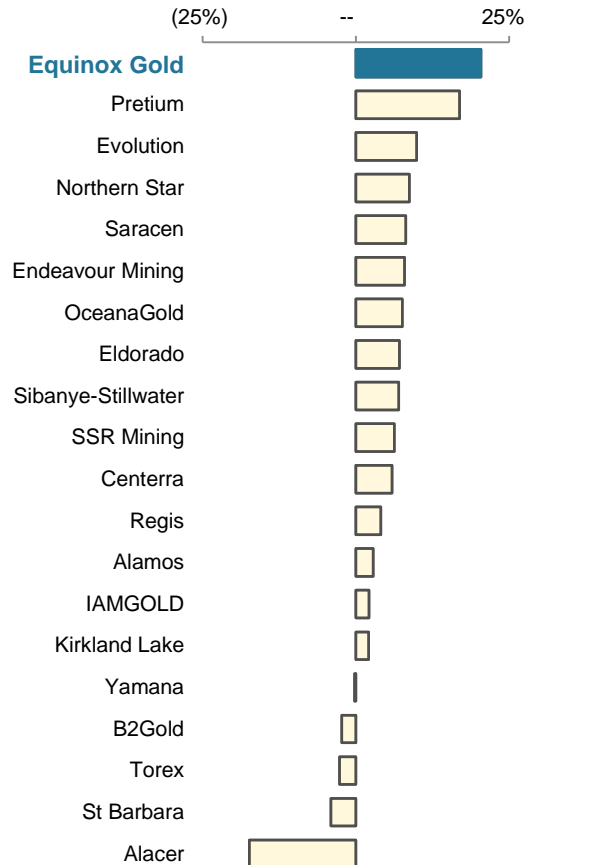 (25%) -- 25%
Equinox Gold
Pretium
Evolution
Northern Star
Saracen
Endeavour Mining
OceanaGold
Eldorado
Sibanye-Stillwater
SSR Mining
Centerra
Regis
Alamos
IAMGOLD
Kirkland Lake
Yamana
B2Gold
Torex
St Barbara
Alacer